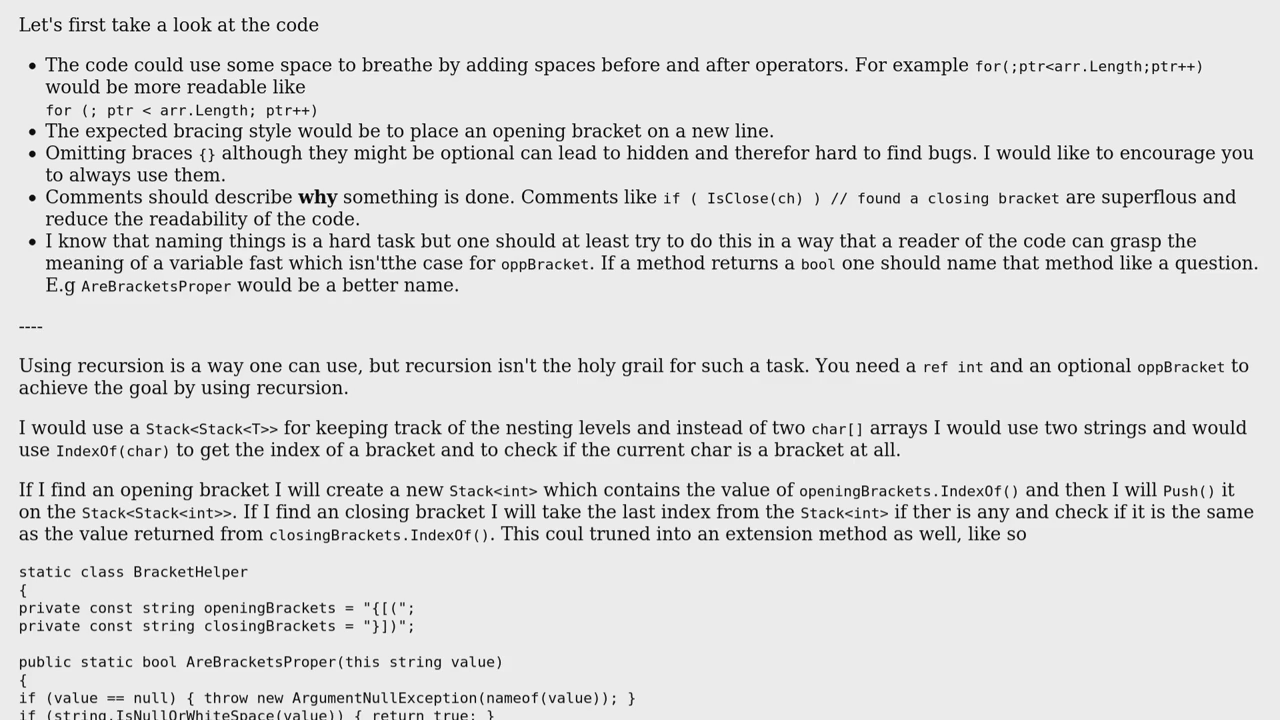 Let's first take a look at the code
• The code could use some space to breathe by adding spaces before and after operators. For example for(;ptr<arr.Length;ptr++)
would be more readable like
for (; ptr < arr.Length; ptr++)
• The expected bracing style would be to place an opening bracket on a new line.
• Omitting braces {} although they might be optional can lead to hidden and therefor hard to find bugs. I would like to encourage you
to always use them.
• Comments should describe why something is done. Comments like if ( IsClose(ch) ) // found a closing bracket are superflous and
reduce the readability of the code.
• I know that naming things is a hard task but one should at least try to do this in a way that a reader of the code can grasp the
meaning of a variable fast which isn'tthe case for oppBracket. If a method returns a bool one should name that method like a question.
E.g AreBracketsProper would be a better name.
----
Using recursion is a way one can use, but recursion isn't the holy grail for such a task. You need a ref int and an optional oppBracket to
achieve the goal by using recursion.
I would use a Stack<Stack<T>> for keeping track of the nesting levels and instead of two char[] arrays I would use two strings and would
use IndexOf(char) to get the index of a bracket and to check if the current char is a bracket at all.
If I find an opening bracket I will create a new Stack<int> which contains the value of openingBrackets.IndexOf() and then I will Push() it
on the Stack<Stack<int>>. If I find an closing bracket I will take the last index from the Stack<int> if ther is any and check if it is the same
as the value returned from closingBrackets.IndexOf(). This coul truned into an extension method as well, like so
static class BracketHelper
{
private const string openingBrackets = "{[(";
private const string closingBrackets = "}])";
public static bool AreBracketsProper(this string value)
{
if (value == null) { throw new ArgumentNullException(nameof(value)); }
if (string.IsNullOrWhiteSpace(value)) { return true; }